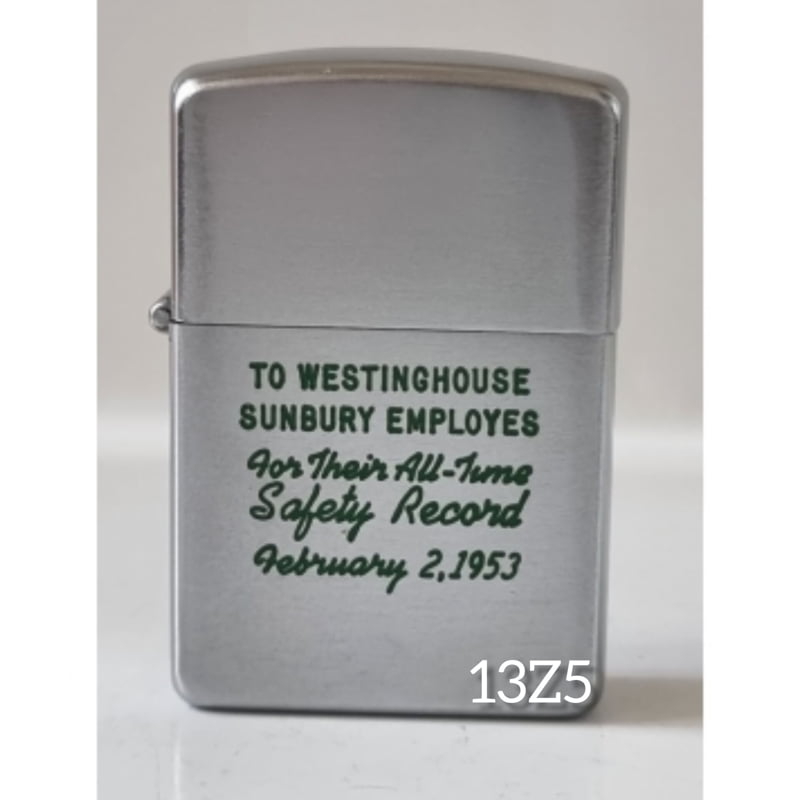 TO WESTINGHOUSE
SUNBURY EMPLOYES
For Their All-Time
Safety Record
February 2, 1953
13Z5